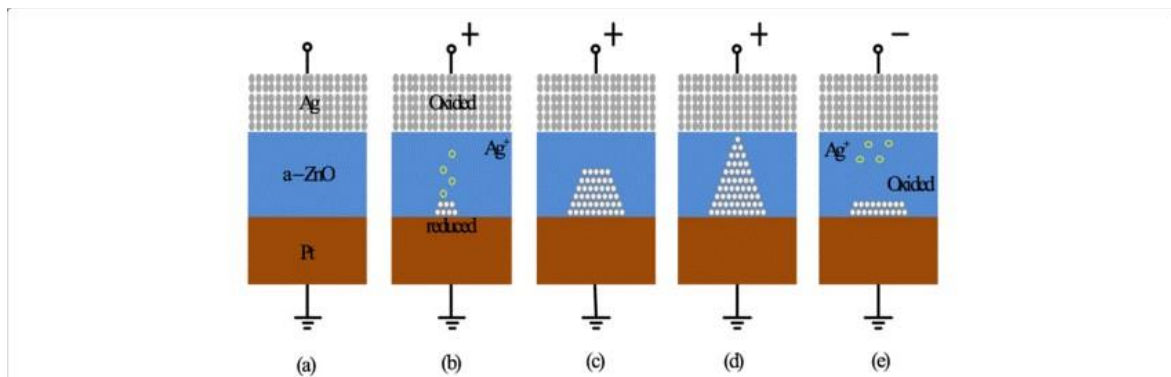 + + + −
Ag Oxided
Ag⁺ Ag⁺
a−ZnO Oxided
reduced
Pt
(a) (b) (c) (d) (e)